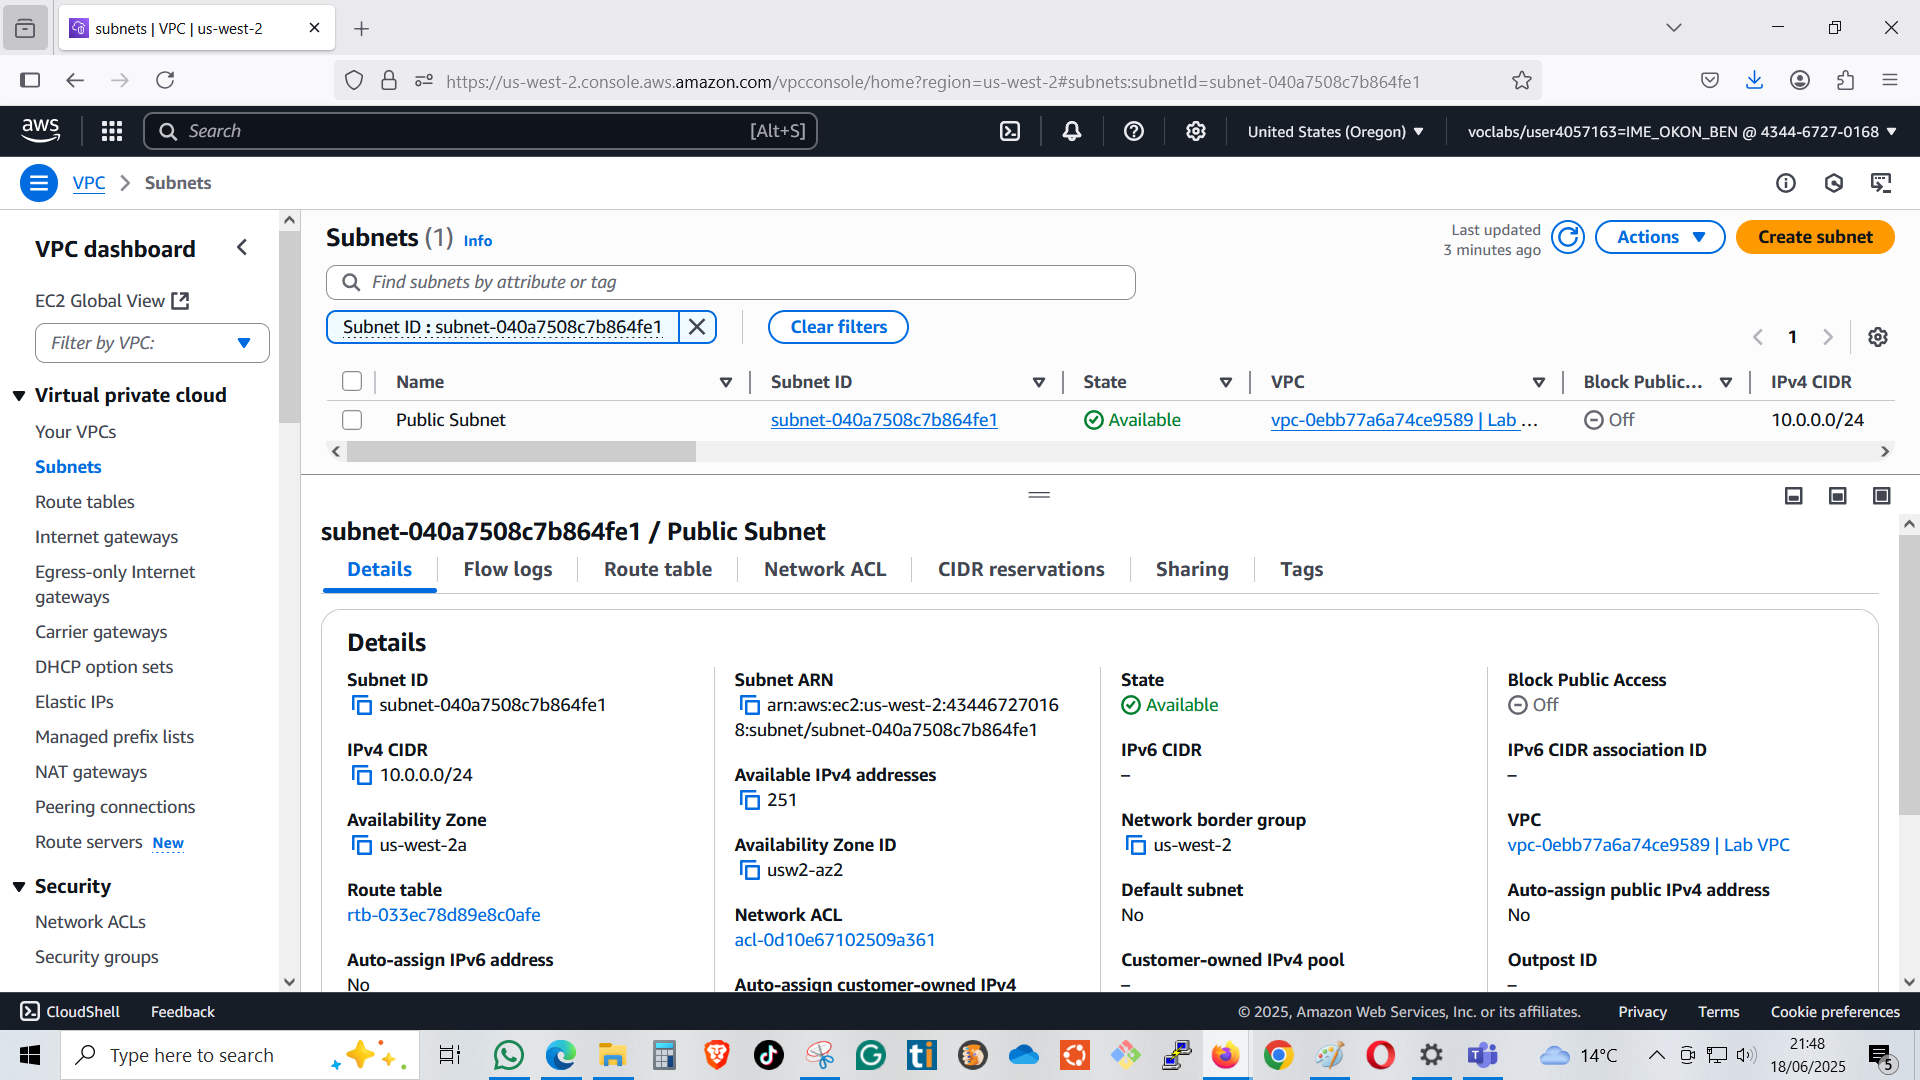 subnets | VPC | us-west-2
https://us-west-2.console.aws.amazon.com/vpcconsole/home?region=us-west-2#subnets:subnetId=subnet-040a7508c7b864fe1
aws
Search
[Alt+S]
United States (Oregon)
voclabs/user4057163=IME_OKON_BEN @ 4344-6727-0168
VPC
Subnets
VPC dashboard
EC2 Global View
Filter by VPC:
Virtual private cloud
Your VPCs
Subnets
Route tables
Internet gateways
Egress-only Internet
gateways
Carrier gateways
DHCP option sets
Elastic IPs
Managed prefix lists
NAT gateways
Peering connections
Route servers New
Security
Network ACLs
Security groups
Subnets (1) Info
Last updated
3 minutes ago
Actions
Create subnet
Find subnets by attribute or tag
Subnet ID : subnet-040a7508c7b864fe1
Clear filters
1
Name
Subnet ID
State
VPC
Block Public...
IPv4 CIDR
Public Subnet
subnet-040a7508c7b864fe1
Available
vpc-0ebb77a6a74ce9589 | Lab ...
Off
10.0.0.0/24
subnet-040a7508c7b864fe1 / Public Subnet
Details
Flow logs
Route table
Network ACL
CIDR reservations
Sharing
Tags
Details
Subnet ID
subnet-040a7508c7b864fe1
IPv4 CIDR
10.0.0.0/24
Availability Zone
us-west-2a
Route table
rtb-033ec78d89e8c0afe
Auto-assign IPv6 address
No
Subnet ARN
arn:aws:ec2:us-west-2:43446727016
8:subnet/subnet-040a7508c7b864fe1
Available IPv4 addresses
251
Availability Zone ID
usw2-az2
Network ACL
acl-0d10e67102509a361
Auto-assign customer-owned IPv4
State
Available
IPv6 CIDR
–
Network border group
us-west-2
Default subnet
No
Customer-owned IPv4 pool
–
Block Public Access
Off
IPv6 CIDR association ID
–
VPC
vpc-0ebb77a6a74ce9589 | Lab VPC
Auto-assign public IPv4 address
No
Outpost ID
–
CloudShell
Feedback
© 2025, Amazon Web Services, Inc. or its affiliates.
Privacy
Terms
Cookie preferences
Type here to search
14°C
21:48
18/06/2025
5